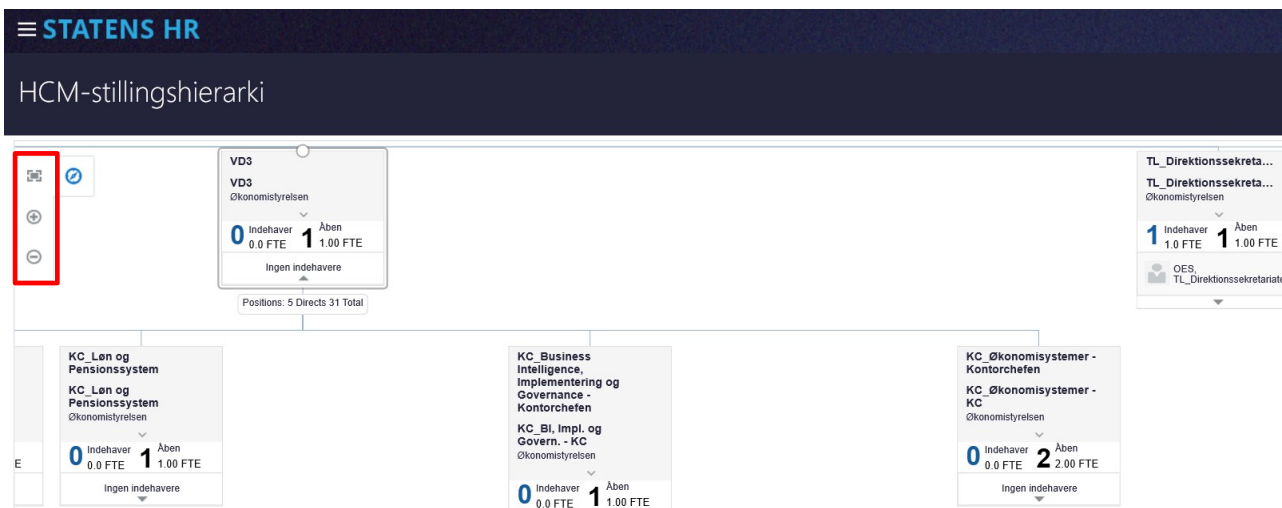 STATENS HR
HCM-stillingshierarki
VD3
VD3
Økonomistyrelsen
0 Indehaver 0.0 FTE 1 Åben 1.00 FTE
Ingen indehavere
Positions: 5 Directs 31 Total
TL_Direktionssekreta...
TL_Direktionssekreta...
Økonomistyrelsen
1 Indehaver 1.0 FTE 1 Åben 1.00 FTE
OES,
TL_Direktionssekretariate
E
KC_Løn og
Pensionssystem
KC_Løn og
Pensionssystem
Økonomistyrelsen
0 Indehaver 0.0 FTE 1 Åben 1.00 FTE
Ingen indehavere
KC_Business
Intelligence,
Implementering og
Governance -
Kontorchefen
KC_BI, Impl. og
Govern. - KC
Økonomistyrelsen
0 Indehaver 0.0 FTE 1 Åben 1.00 FTE
KC_Økonomisystemer -
Kontorchefen
KC_Økonomisystemer -
KC
Økonomistyrelsen
0 Indehaver 0.0 FTE 2 Åben 2.00 FTE
Ingen indehavere